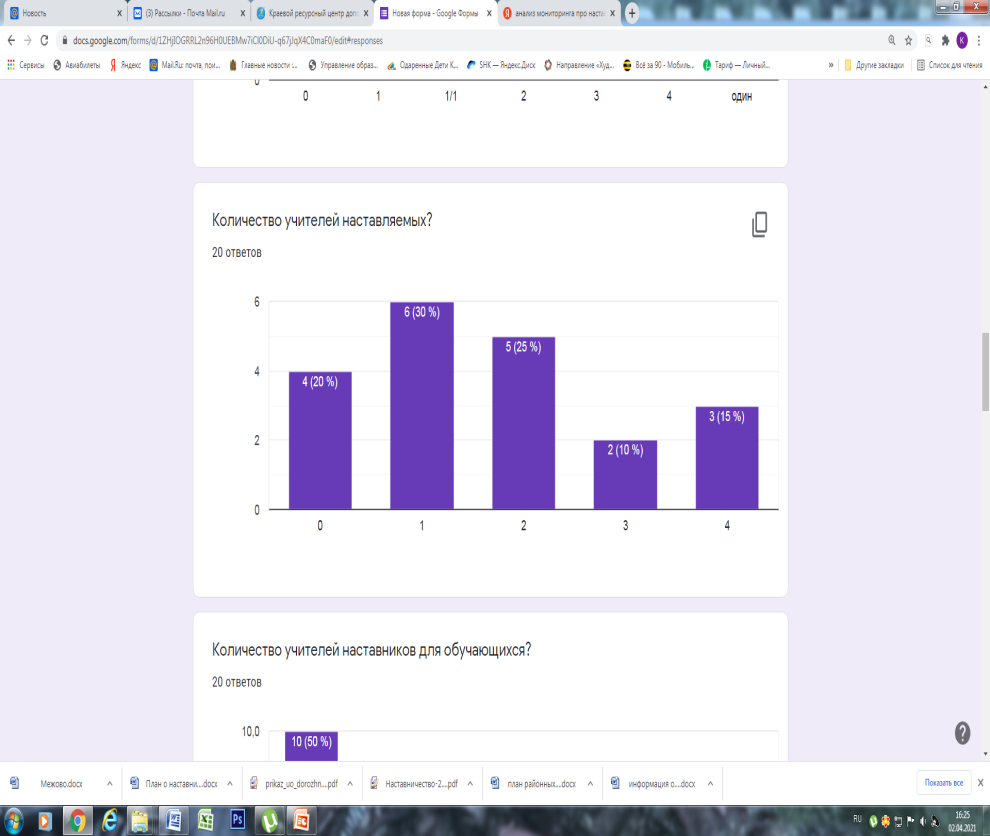 Новость
(3) Рассылки - Почта Mail.ru
Краевой ресурсный центр допо
Новая форма - Google Формы
анализ мониторинга про наста
docs.google.com/forms/d/
/edit#responses
K
Сервисы Авиабилеты Яндекс Mail.Ru: почта, пои... Главные новости :... Управление образ... Одаренные Дети К... SHK — Яндекс.Диск Направление «Худ... Всё за 90 - Мобиль... Тариф — Личный... » Другие закладки Список для чтения
0
0 1 1/1 2 3 4 один
Количество учителей наставляемых?
20 ответов
6
6 (30 %)
5 (25 %)
4
4 (20 %)
3 (15 %)
2
2 (10 %)
0
0 1 2 3 4
Количество учителей наставников для обучающихся?
20 ответов
10,0
10 (50 %)
Межово.docx План о наставни....docx prikaz_uo_dorozhn....pdf Наставничество-2....pdf план районных....docx информация о....docx Показать все
Ps
RU
16:25
02.04.2021